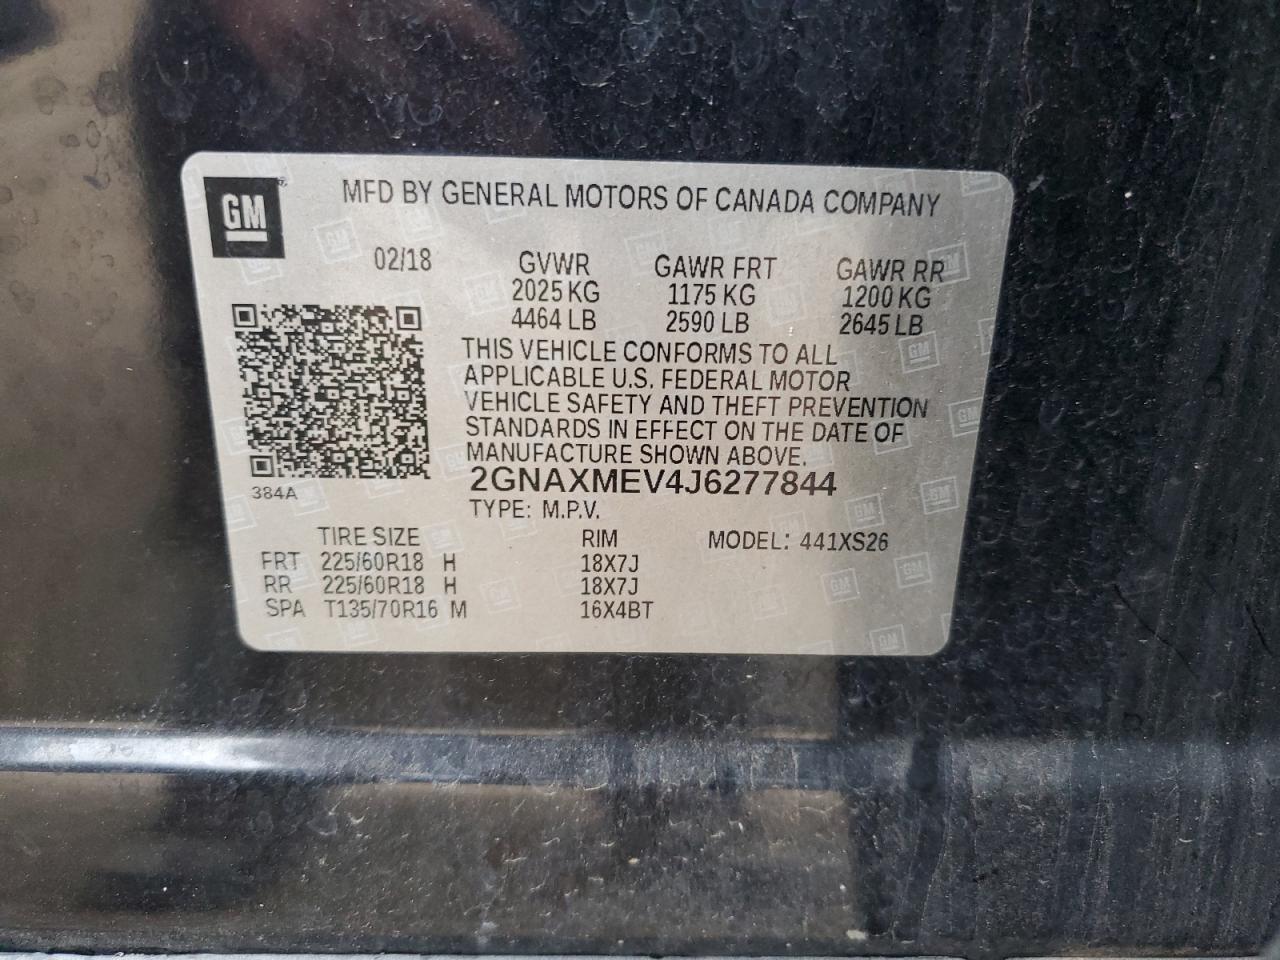 GM
MFD BY GENERAL MOTORS OF CANADA COMPANY
02/18 GVWR GAWR FRT GAWR RR
2025 KG 1175 KG 1200 KG
4464 LB 2590 LB 2645 LB
THIS VEHICLE CONFORMS TO ALL
APPLICABLE U.S. FEDERAL MOTOR
VEHICLE SAFETY AND THEFT PREVENTION
STANDARDS IN EFFECT ON THE DATE OF
MANUFACTURE SHOWN ABOVE.
384A
2GNAXMEV4J6277844
TYPE: M.P.V.
TIRE SIZE RIM MODEL: 441XS26
FRT 225/60R18 H 18X7J
RR 225/60R18 H 18X7J
SPA T135/70R16 M 16X4BT